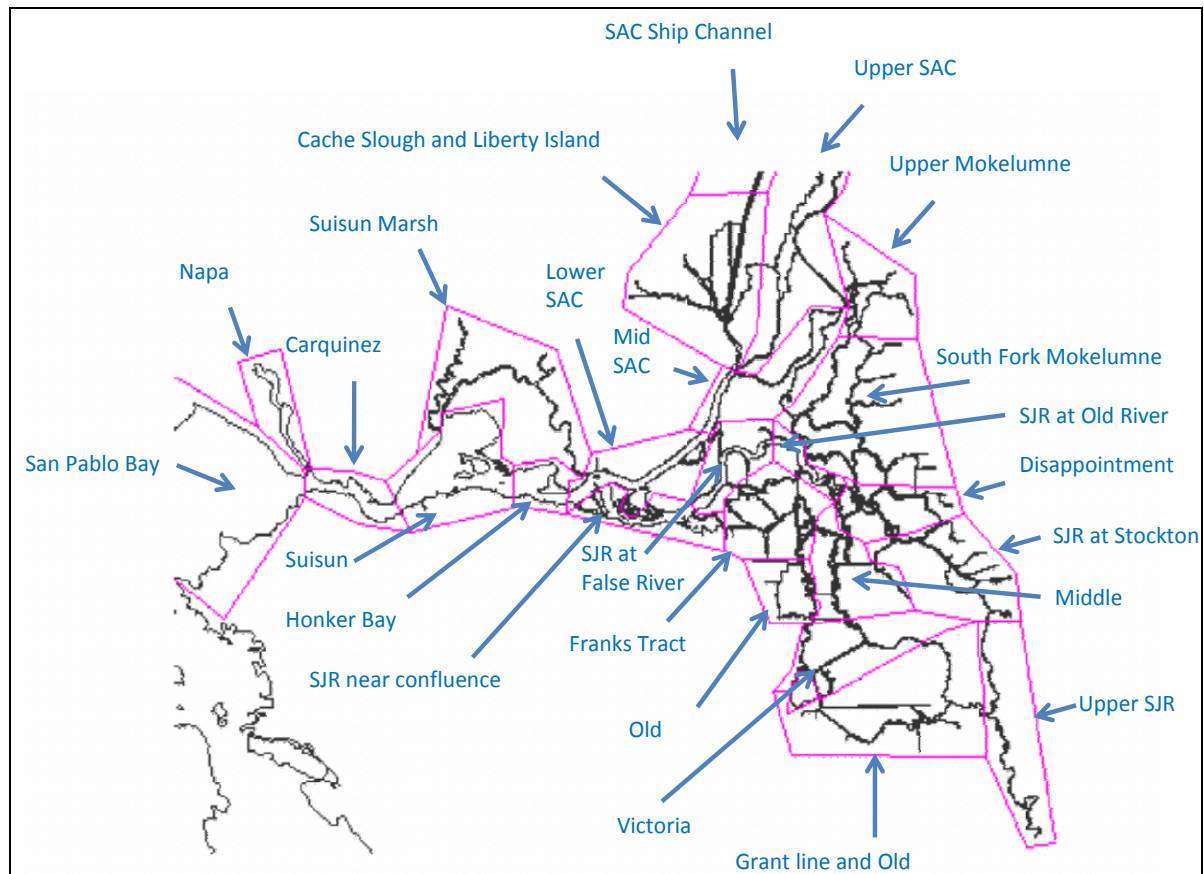 SAC Ship Channel
Upper SAC
Cache Slough and Liberty Island
Upper Mokelumne
Suisun Marsh
Napa
Lower
SAC
Carquinez
Mid
SAC
South Fork Mokelumne
SJR at Old River
San Pablo Bay
Disappointment
SJR at Stockton
Suisun
SJR at
False River
Middle
Honker Bay
Franks Tract
SJR near confluence
Old
Upper SJR
Victoria
Grant line and Old